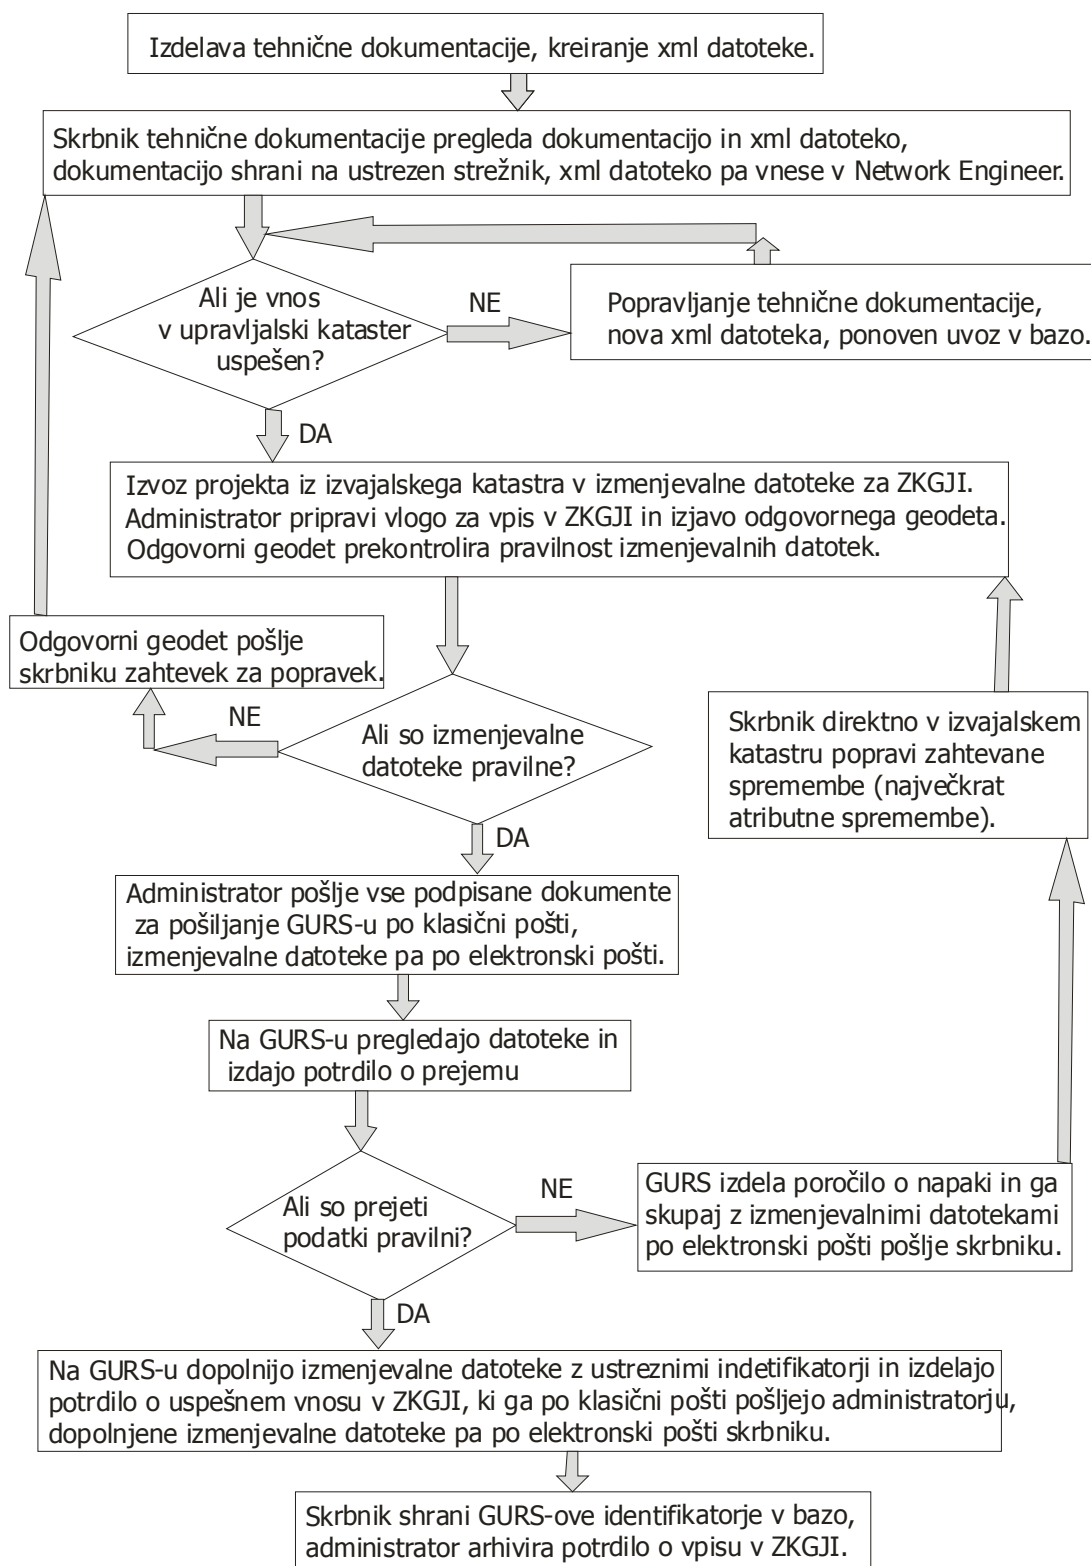 Izdelava tehnične dokumentacije, kreiranje xml datoteke.
Skrbnik tehnične dokumentacije pregleda dokumentacijo in xml datoteko,
dokumentacijo shrani na ustrezen strežnik, xml datoteko pa vnese v Network Engineer.
Ali je vnos
v upravljalski kataster
uspešen?
NE
Popravljanje tehnične dokumentacije,
nova xml datoteka, ponoven uvoz v bazo.
DA
Izvoz projekta iz izvajalskega katastra v izmenjevalne datoteke za ZKGJI.
Administrator pripravi vlogo za vpis v ZKGJI in izjavo odgovornega geodeta.
Odgovorni geodet prekontrolira pravilnost izmenjevalnih datotek.
Odgovorni geodet pošlje
skrbniku zahtevek za popravek.
NE
Ali so izmenjevalne
datoteke pravilne?
Skrbnik direktno v izvajalskem
katastru popravi zahtevane
spremembe (največkrat
atributne spremembe).
DA
Administrator pošlje vse podpisane dokumente
za pošiljanje GURS-u po klasični pošti,
izmenjevalne datoteke pa po elektronski pošti.
Na GURS-u pregledajo datoteke in
izdajo potrdilo o prejemu
Ali so prejeti
podatki pravilni?
NE
GURS izdela poročilo o napaki in ga
skupaj z izmenjevalnimi datotekami
po elektronski pošti pošlje skrbniku.
DA
Na GURS-u dopolnijo izmenjevalne datoteke z ustreznimi indetifikatorji in izdelajo
potrdilo o uspešnem vnosu v ZKGJI, ki ga po klasični pošti pošljejo administratorju,
dopolnjene izmenjevalne datoteke pa po elektronski pošti skrbniku.
Skrbnik shrani GURS-ove identifikatorje v bazo,
administrator arhivira potrdilo o vpisu v ZKGJI.